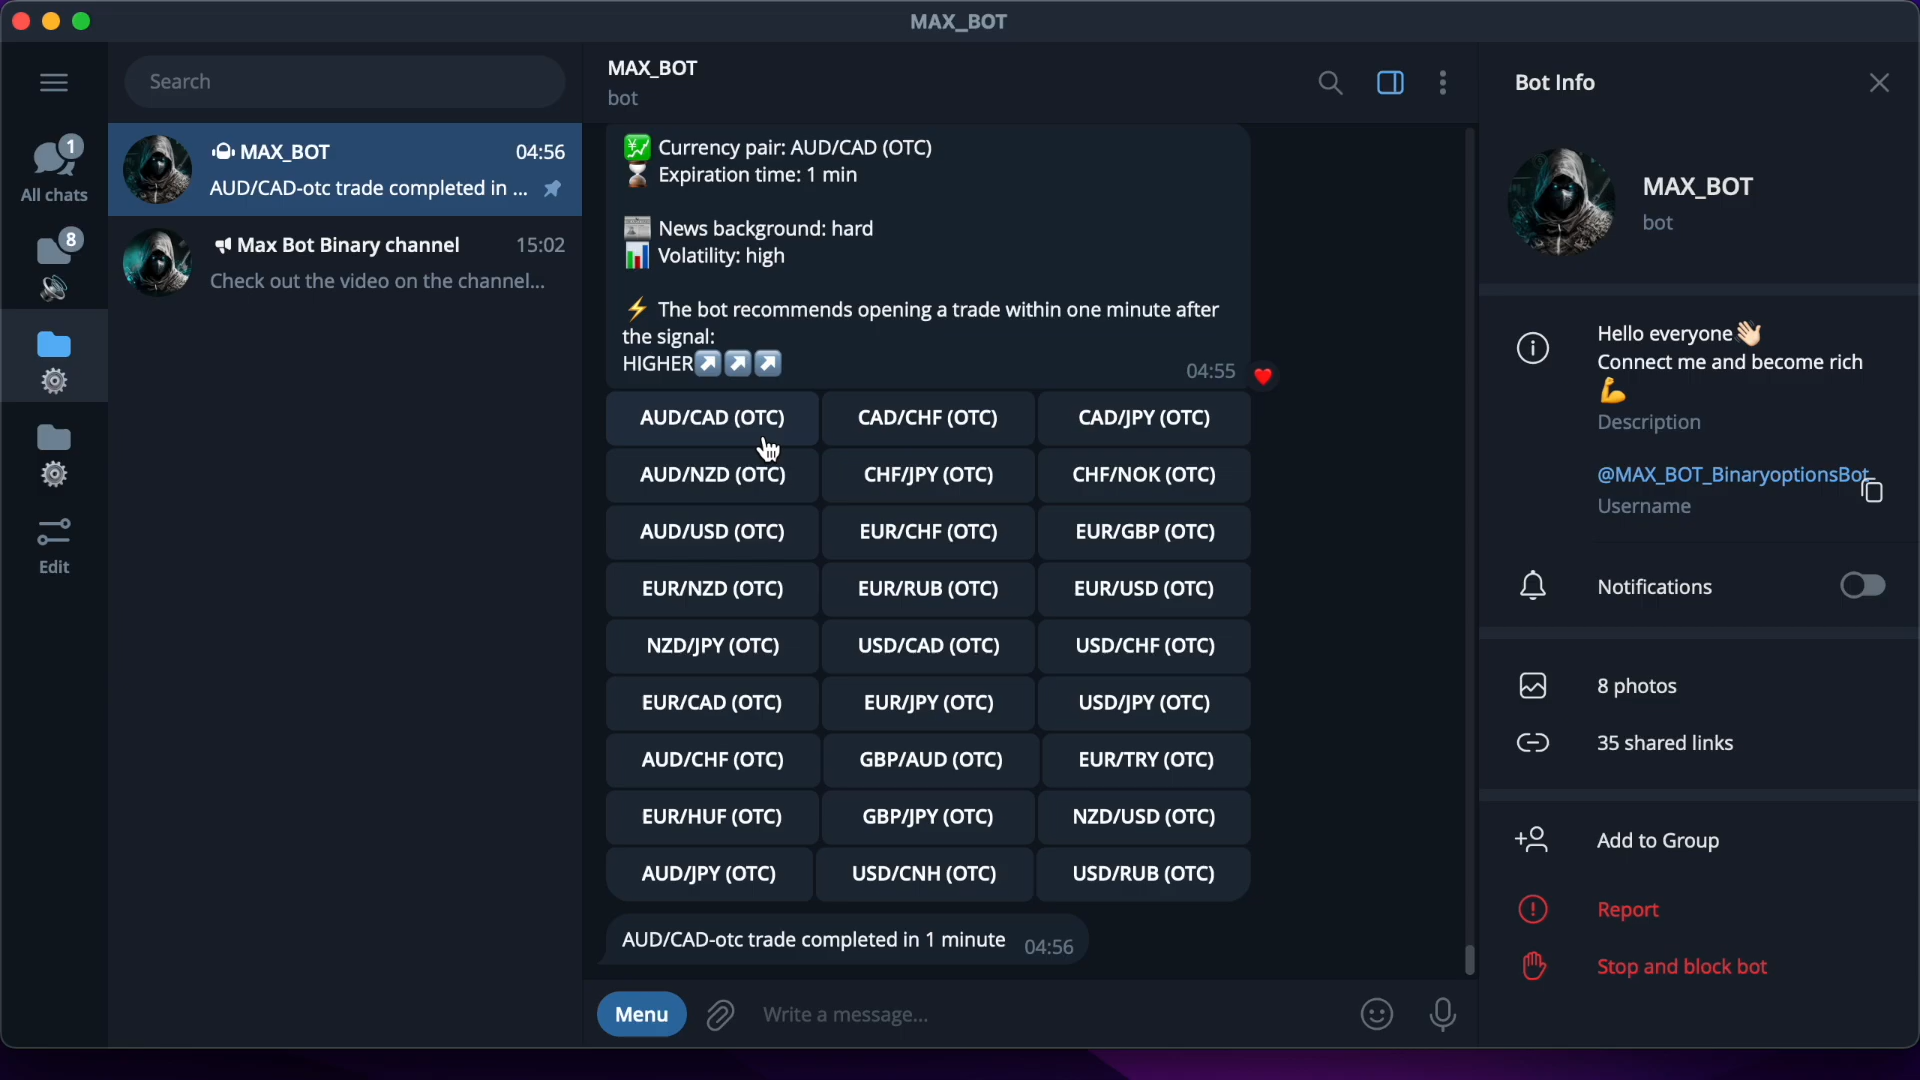 MAX_BOT
Search
1
All chats
8
Edit
MAX_BOT 04:56
AUD/CAD-otc trade completed in ...
Max Bot Binary channel 15:02
Check out the video on the channel...
MAX_BOT
bot
Currency pair: AUD/CAD (OTC)
Expiration time: 1 min
News background: hard
Volatility: high
The bot recommends opening a trade within one minute after
the signal:
HIGHER
04:55
AUD/CAD (OTC) CAD/CHF (OTC) CAD/JPY (OTC)
AUD/NZD (OTC) CHF/JPY (OTC) CHF/NOK (OTC)
AUD/USD (OTC) EUR/CHF (OTC) EUR/GBP (OTC)
EUR/NZD (OTC) EUR/RUB (OTC) EUR/USD (OTC)
NZD/JPY (OTC) USD/CAD (OTC) USD/CHF (OTC)
EUR/CAD (OTC) EUR/JPY (OTC) USD/JPY (OTC)
AUD/CHF (OTC) GBP/AUD (OTC) EUR/TRY (OTC)
EUR/HUF (OTC) GBP/JPY (OTC) NZD/USD (OTC)
AUD/JPY (OTC) USD/CNH (OTC) USD/RUB (OTC)
AUD/CAD-otc trade completed in 1 minute 04:56
Menu
Write a message...
Bot Info
MAX_BOT
bot
Hello everyone👋🏻
Connect me and become rich
💪
Description
@MAX_BOT_BinaryoptionsBot
Username
Notifications
8 photos
35 shared links
Add to Group
Report
Stop and block bot